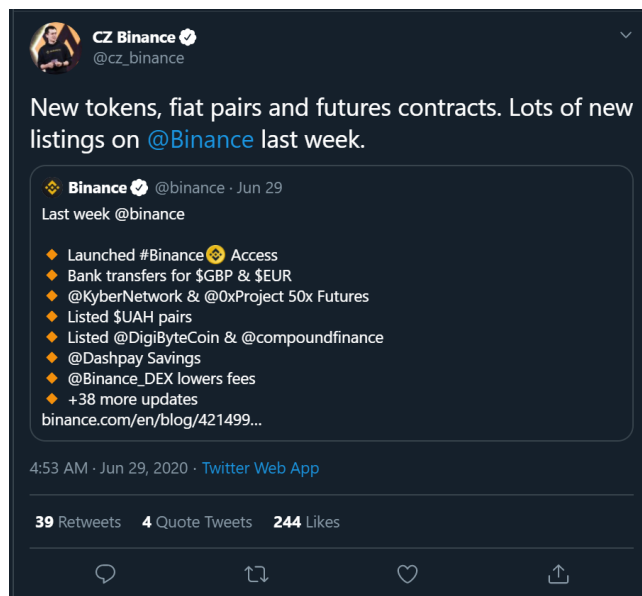 CZ Binance
@cz_binance
New tokens, fiat pairs and futures contracts. Lots of new
listings on @Binance last week.
Binance @binance · Jun 29
Last week @binance
🔸 Launched #Binance Access
🔸 Bank transfers for $GBP & $EUR
🔸 @KyberNetwork & @0xProject 50x Futures
🔸 Listed $UAH pairs
🔸 Listed @DigiByteCoin & @compoundfinance
🔸 @Dashpay Savings
🔸 @Binance_DEX lowers fees
🔸 +38 more updates
binance.com/en/blog/421499...
4:53 AM · Jun 29, 2020 · Twitter Web App
39 Retweets 4 Quote Tweets 244 Likes